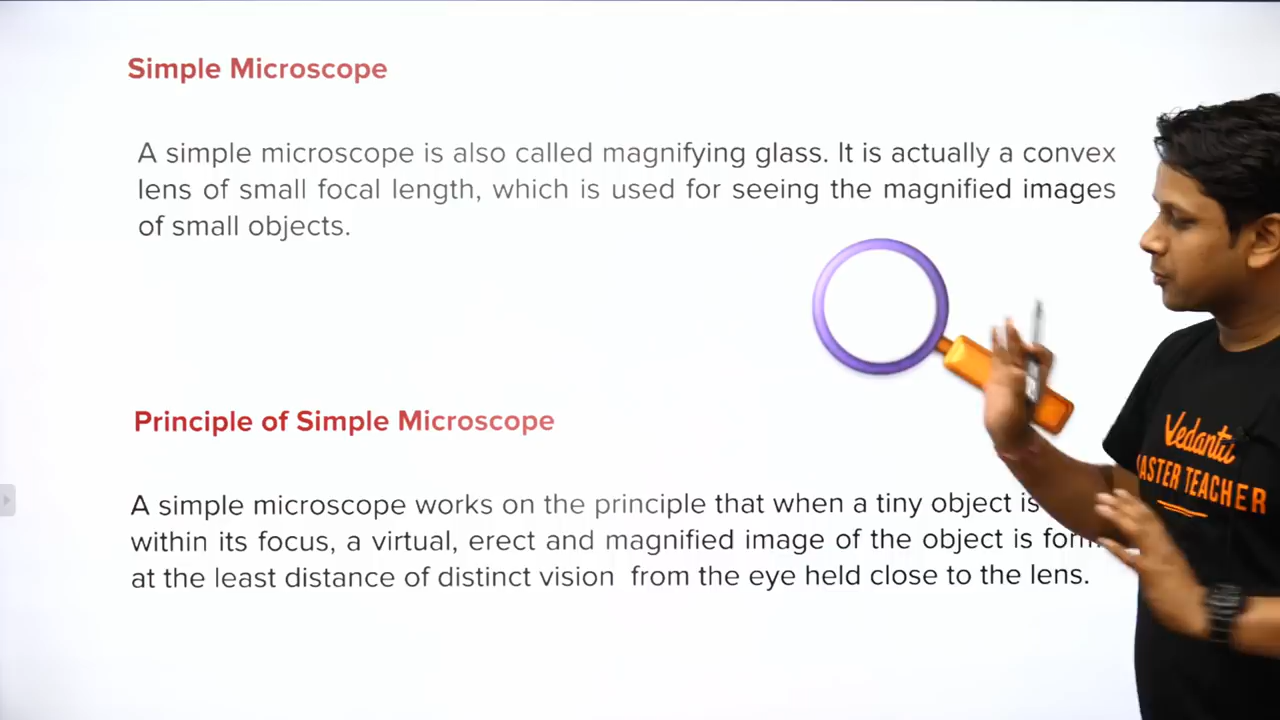 Simple Microscope
A simple microscope is also called magnifying glass. It is actually a convex
lens of small focal length, which is used for seeing the magnified images
of small objects.
Principle of Simple Microscope
A simple microscope works on the principle that when a tiny object is
within its focus, a virtual, erect and magnified image of the object is
at the least distance of distinct vision from the eye held close to the lens.
Vedantu
MASTER TEACHER